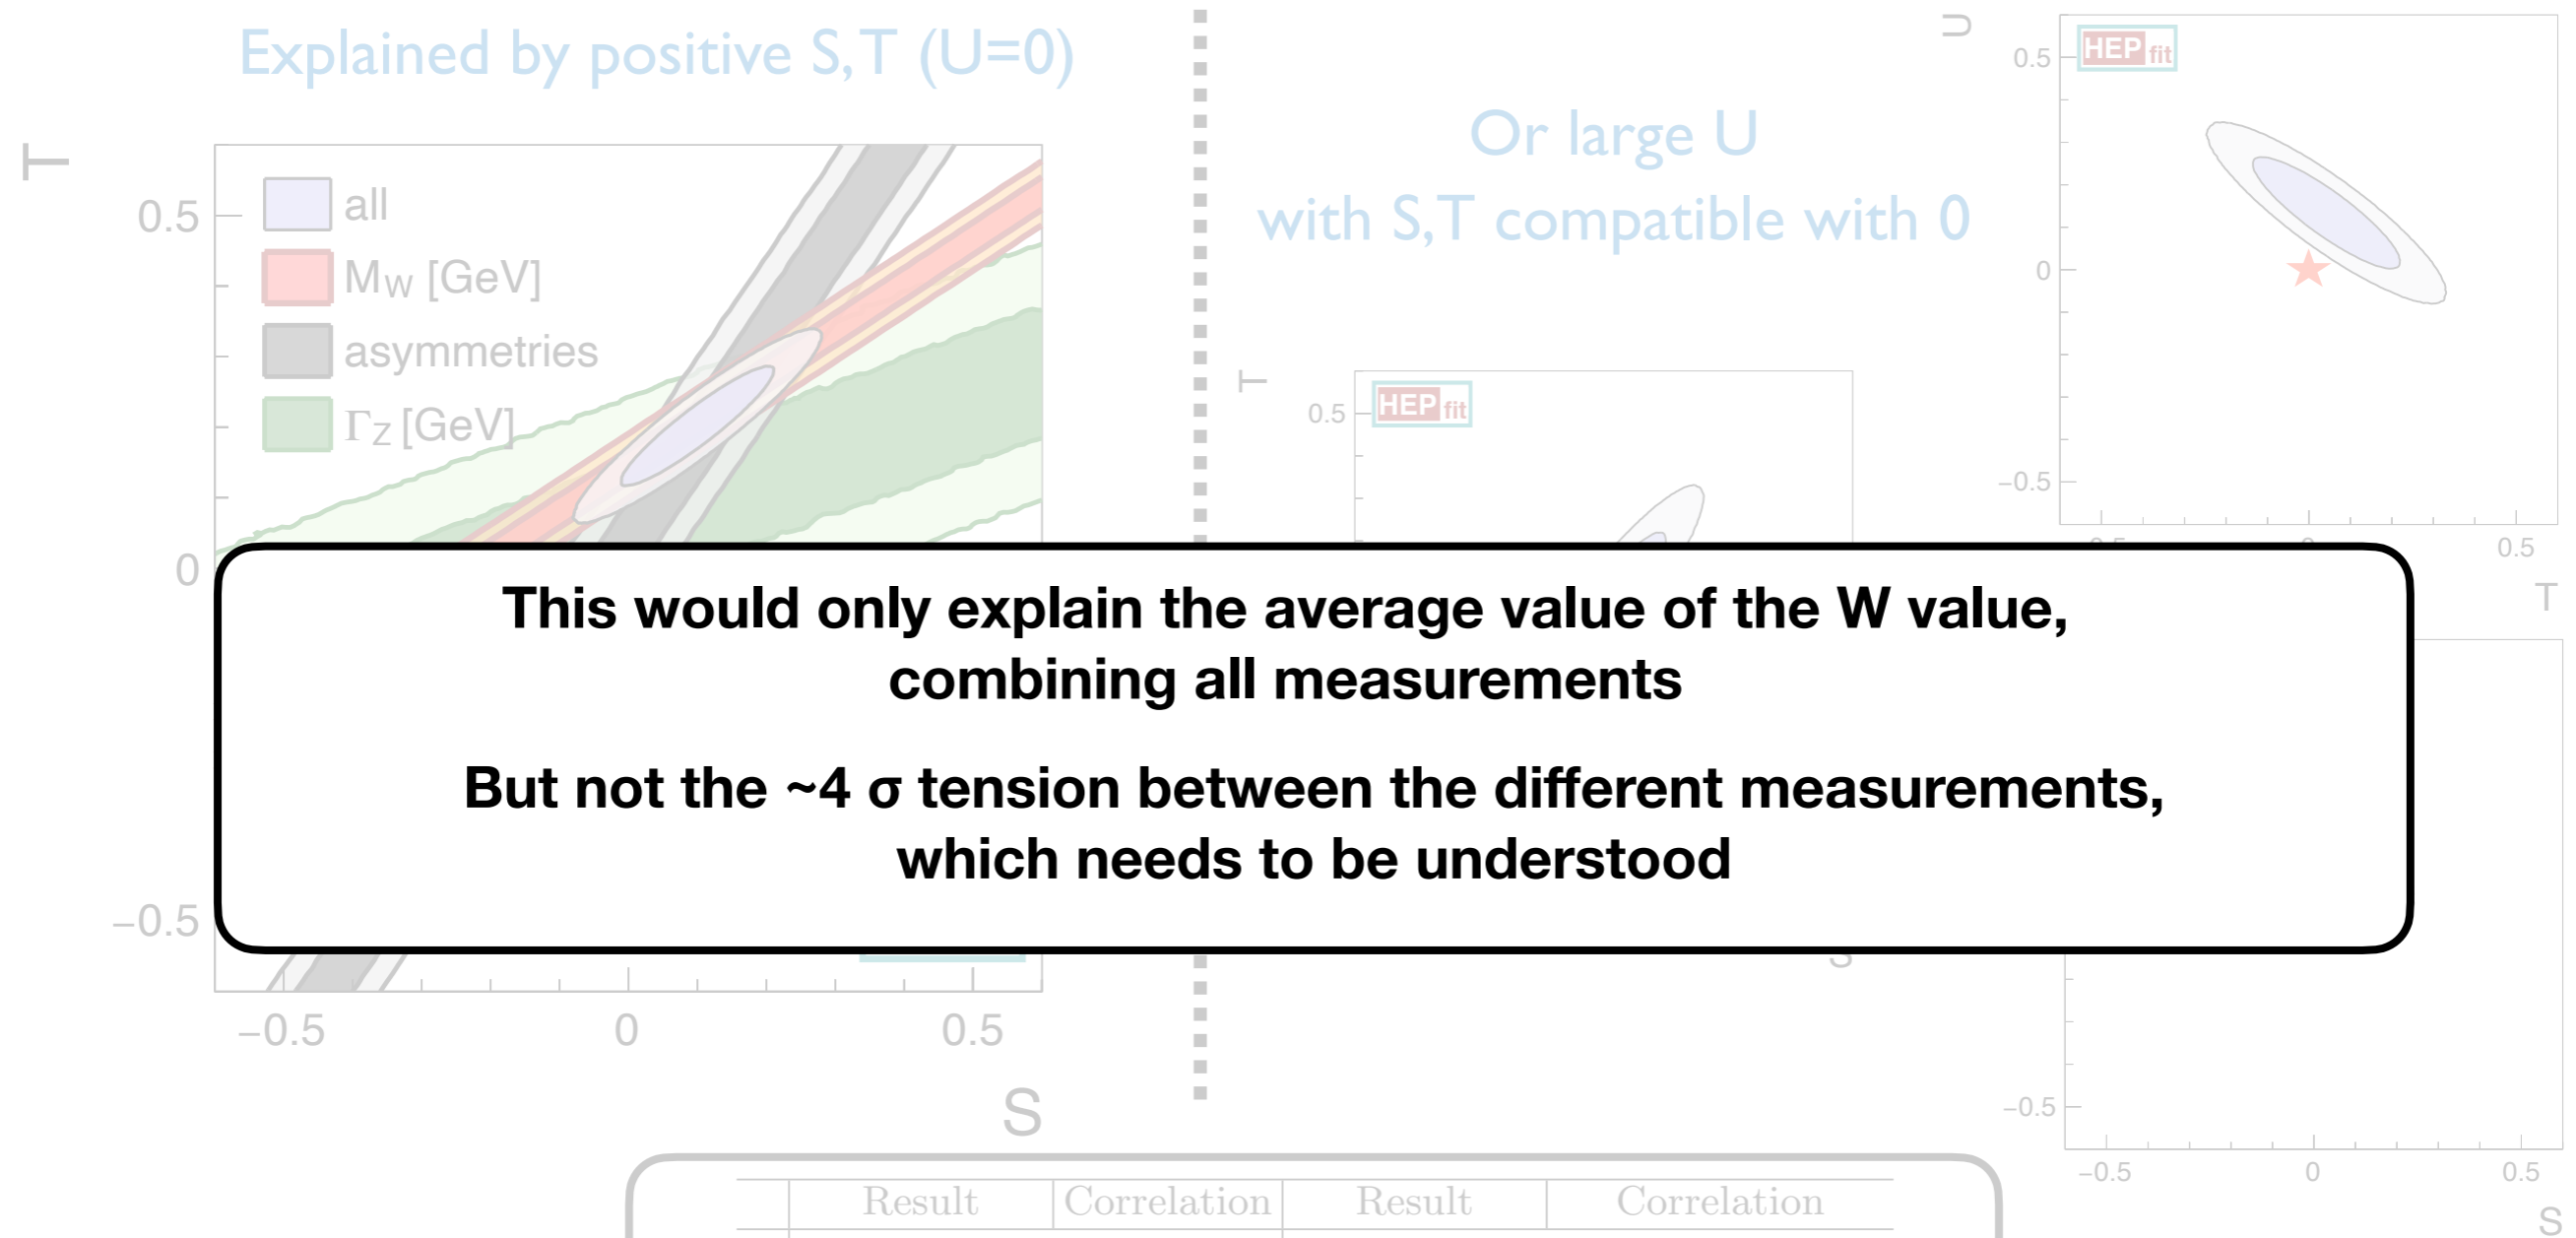 Explained by positive S,T (U=0)
T
0.5
0
−0.5
all
MW [GeV]
asymmetries
ΓZ [GeV]
−0.5
0
0.5
S
Or large U
with S,T compatible with 0
T
0.5
HEP fit
U
0.5
0
−0.5
HEP fit
0.5
T
This would only explain the average value of the W value,
combining all measurements
But not the ~4 σ tension between the different measurements,
which needs to be understood
S
−0.5
−0.5
0
0.5
S
Result Correlation Result Correlation